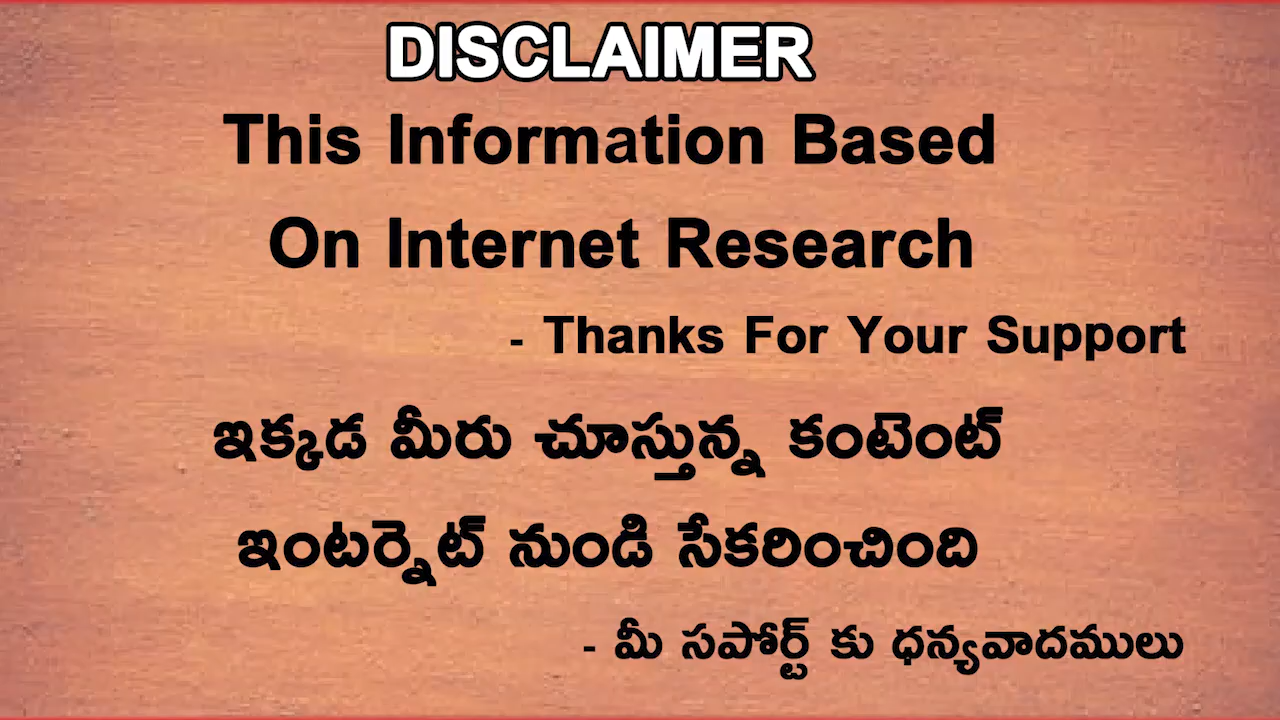 DISCLAIMER
This Information Based
On Internet Research
- Thanks For Your Support
ఇక్కడ మీరు చూస్తున్న కంటెంట్
ఇంటర్నెట్ నుండి సేకరించింది
- మీ సపోర్ట్ కు ధన్యవాదములు